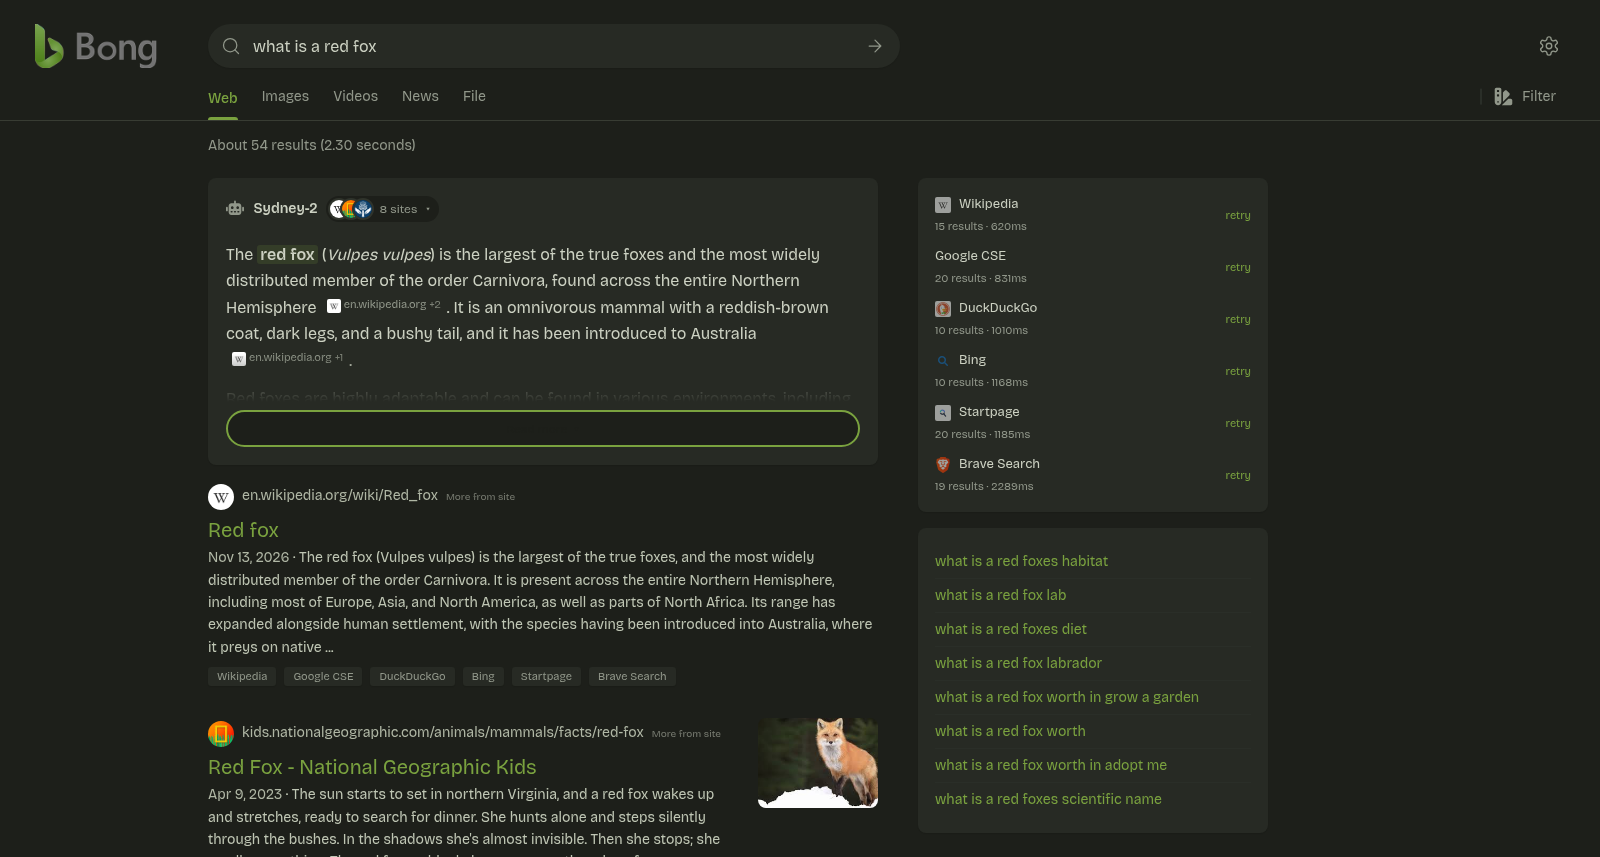 Bong
what is a red fox
Web Images Videos News File
Filter
About 54 results (2.30 seconds)
Sydney-2 8 sites
The red fox (Vulpes vulpes) is the largest of the true foxes and the most widely
distributed member of the order Carnivora, found across the entire Northern
Hemisphere en.wikipedia.org +2 . It is an omnivorous mammal with a reddish-brown
coat, dark legs, and a bushy tail, and it has been introduced to Australia
en.wikipedia.org +1 .
Red foxes are highly adaptable and can be found in various environments, including
en.wikipedia.org/wiki/Red_fox More from site
Red fox
Nov 13, 2026 · The red fox (Vulpes vulpes) is the largest of the true foxes, and the most widely
distributed member of the order Carnivora. It is present across the entire Northern Hemisphere,
including most of Europe, Asia, and North America, as well as parts of North Africa. Its range has
expanded alongside human settlement, with the species having been introduced into Australia, where
it preys on native ...
Wikipedia Google CSE DuckDuckGo Bing Startpage Brave Search
kids.nationalgeographic.com/animals/mammals/facts/red-fox More from site
Red Fox - National Geographic Kids
Apr 9, 2023 · The sun starts to set in northern Virginia, and a red fox wakes up
and stretches, ready to search for dinner. She hunts alone and steps silently
through the bushes. In the shadows she's almost invisible. Then she stops; she
Wikipedia
15 results · 620ms
retry
Google CSE
20 results · 831ms
retry
DuckDuckGo
10 results · 1010ms
retry
Bing
10 results · 1168ms
retry
Startpage
20 results · 1185ms
retry
Brave Search
19 results · 2289ms
retry
what is a red foxes habitat
what is a red fox lab
what is a red foxes diet
what is a red fox labrador
what is a red fox worth in grow a garden
what is a red fox worth
what is a red fox worth in adopt me
what is a red foxes scientific name